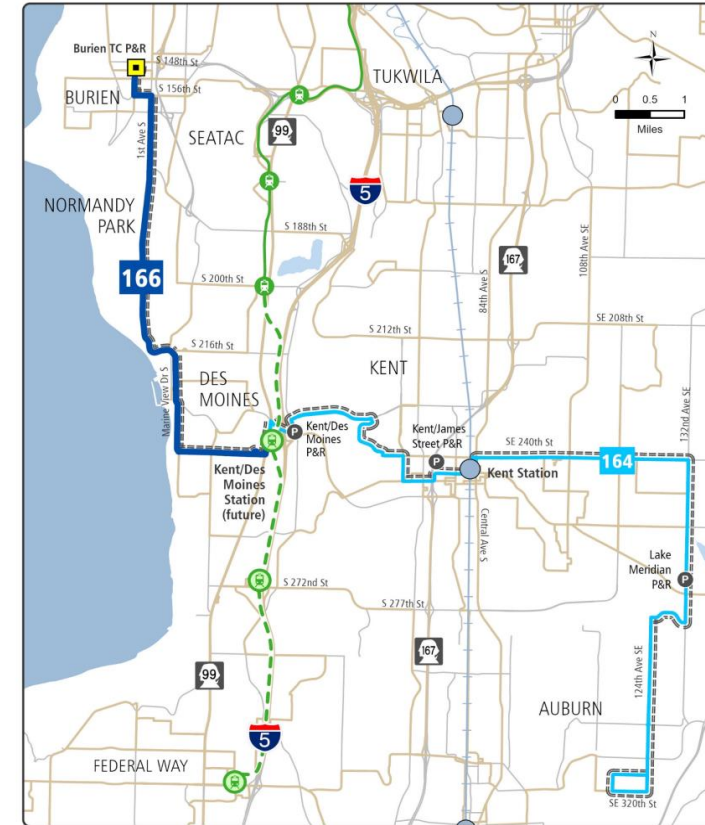 N
Burien TC P&R
S 148th St
TUKWILA
BURIEN
S 156th St
0 0.5 1
Miles
1st Ave S
SEATAC
99
5
NORMANDY
PARK
S 188th St
108th Ave SE
167
84th Ave S
166
S 200th St
SE 208th St
S 212th St
S 216th St
KENT
DES
MOINES
Marine View Dr S
132nd Ave SE
P
Kent/Des
Moines
P&R
Kent/James
Street P&R
P
SE 240th St
164
Kent Station
Kent/Des
Moines
Station
(future)
Central Ave S
Lake
Meridian
P&R
P
S 272nd St
S 277th St
167
99
124th Ave SE
AUBURN
5
FEDERAL WAY
SE 320th St